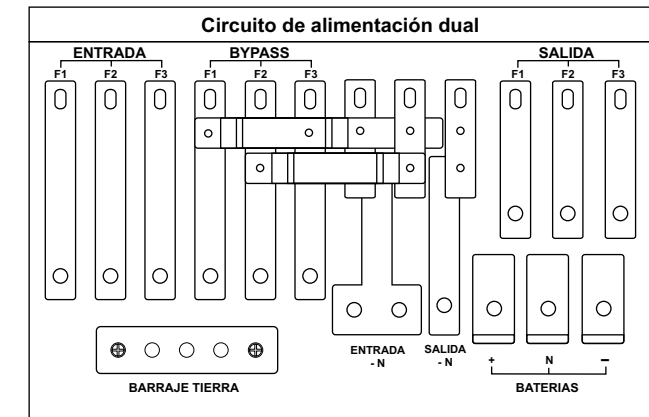 Circuito de alimentación dual
ENTRADA BYPASS SALIDA
F1 F2 F3 F1 F2 F3 F1 F2 F3
ENTRADA
- N
SALIDA
- N
+ N −
BARRAJE TIERRA
BATERIAS